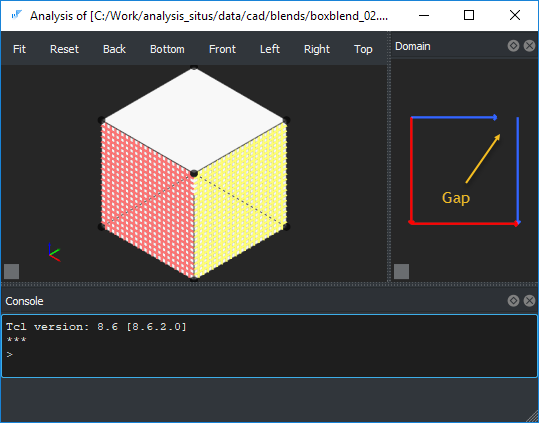 Analysis of [C:/Work/analysis_situs/data/cad/blends/boxblend_02....
Fit Reset Back Bottom Front Left Right Top
Domain
Gap
Console
Tcl version: 8.6 [8.6.2.0]
***
>